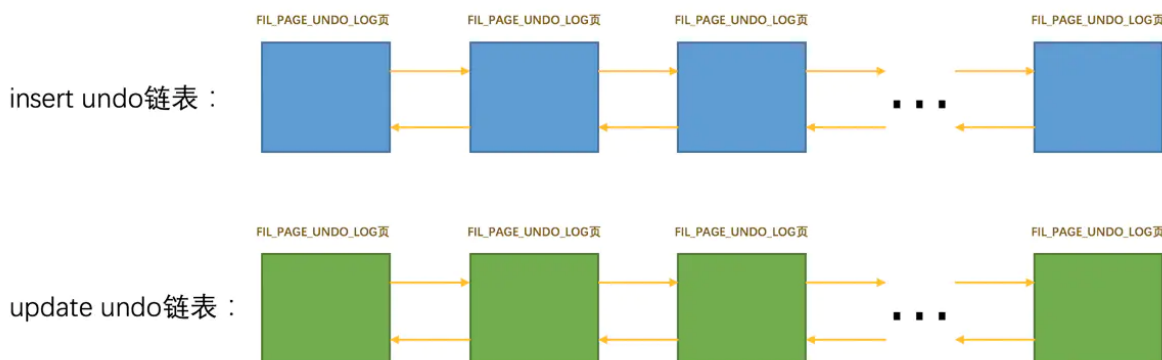 FIL_PAGE_UNDO_LOG页 FIL_PAGE_UNDO_LOG页 FIL_PAGE_UNDO_LOG页 FIL_PAGE_UNDO_LOG页
insert undo链表：
...
FIL_PAGE_UNDO_LOG页 FIL_PAGE_UNDO_LOG页 FIL_PAGE_UNDO_LOG页 FIL_PAGE_UNDO_LOG页
update undo链表：
...